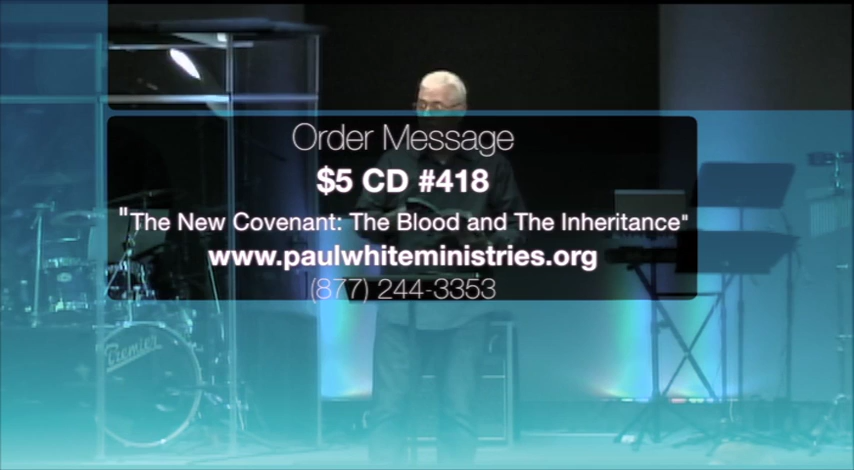 Order Message
$5 CD #418
"The New Covenant: The Blood and The Inheritance"
www.paulwhiteministries.org
(877) 244-3353
Premier